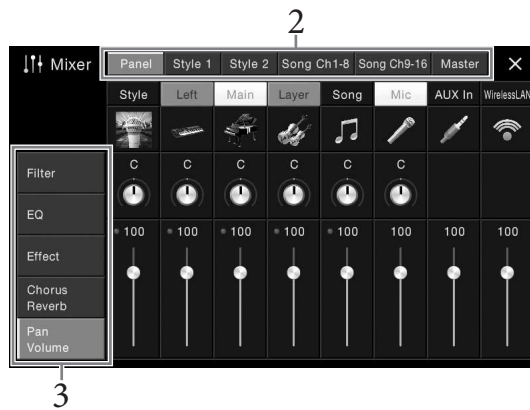 2
Mixer
Panel Style 1 Style 2 Song Ch1-8 Song Ch9-16 Master ×
Style Left Main Layer Song Mic AUX In WirelessLAN
C C C C C C
Filter
EQ
Effect
Chorus
Reverb
Pan
Volume
100 100 100 100 100 100 100 100
3